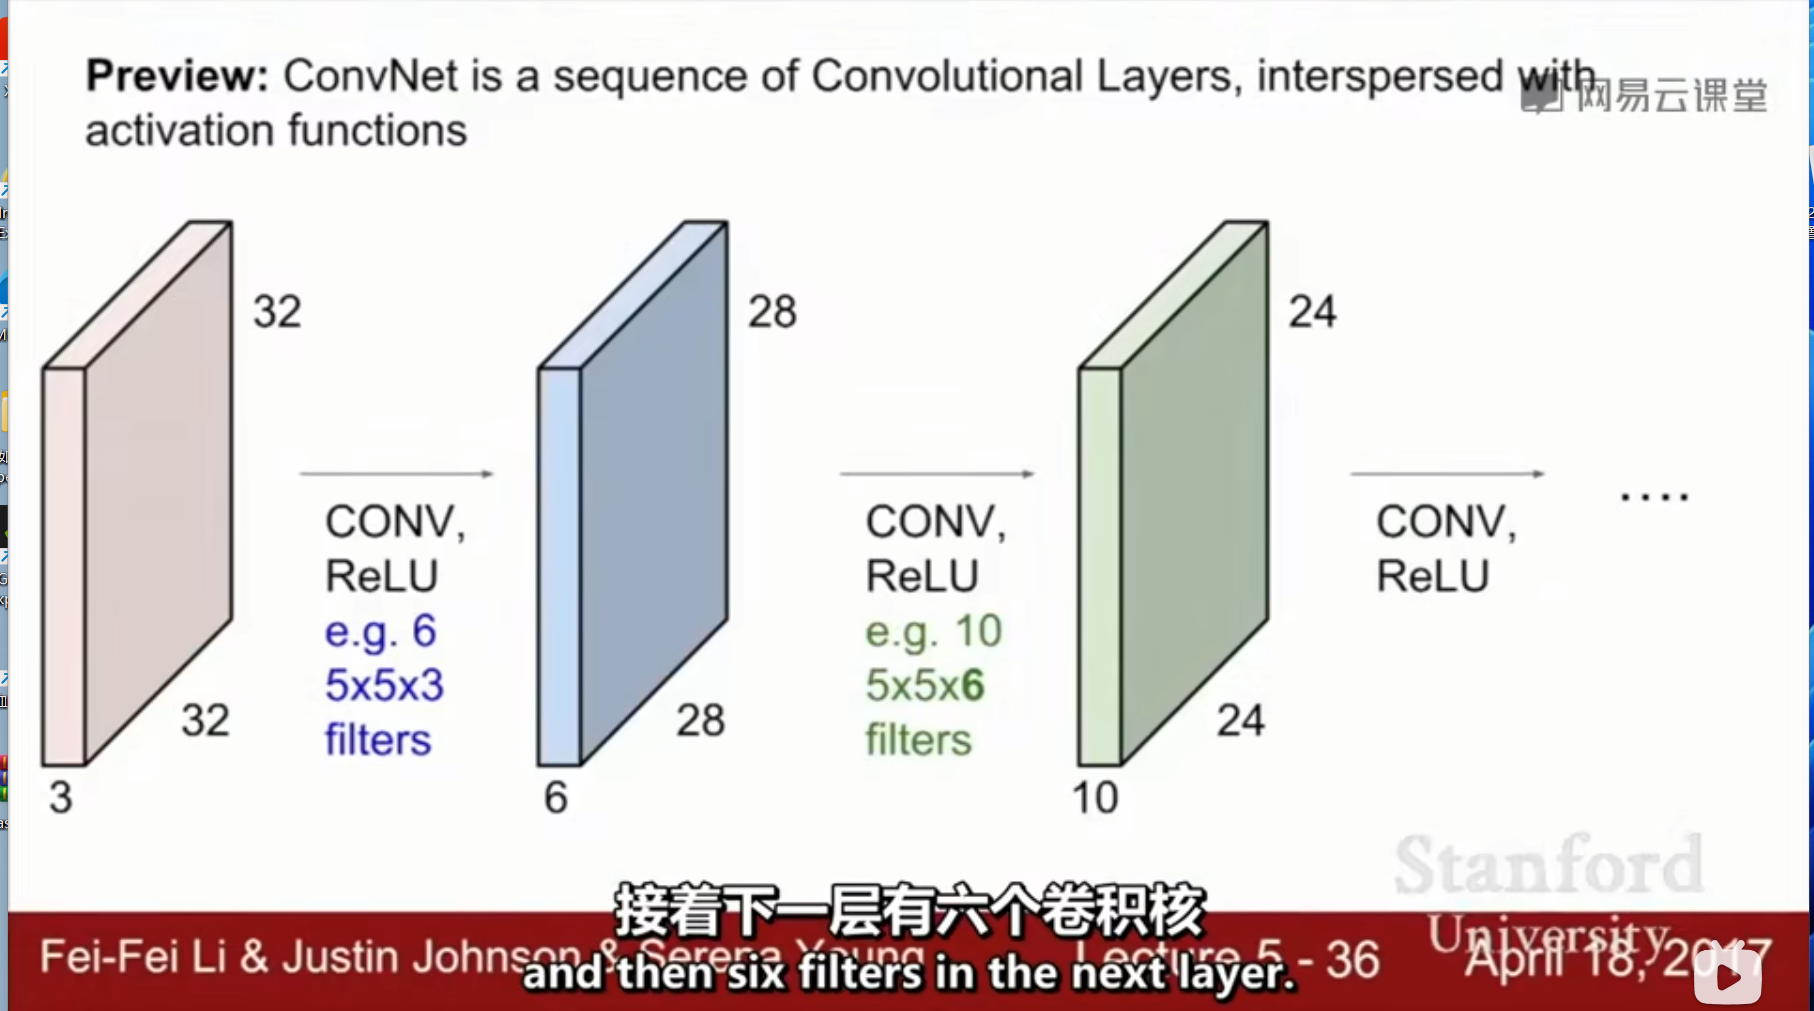 Preview: ConvNet is a sequence of Convolutional Layers, interspersed with
网易云课堂
activation functions
32
28
24
CONV,
ReLU
e.g. 6
5x5x3
filters
CONV,
ReLU
e.g. 10
5x5x6
filters
CONV,
ReLU
....
32
28
24
3
6
10
Stanford
University
接着下一层有六个卷积核
Fei-Fei Li & Justin Johnson & Serena Yeung
Lecture 5 - 36
April 18, 2017
and then six filters in the next layer.